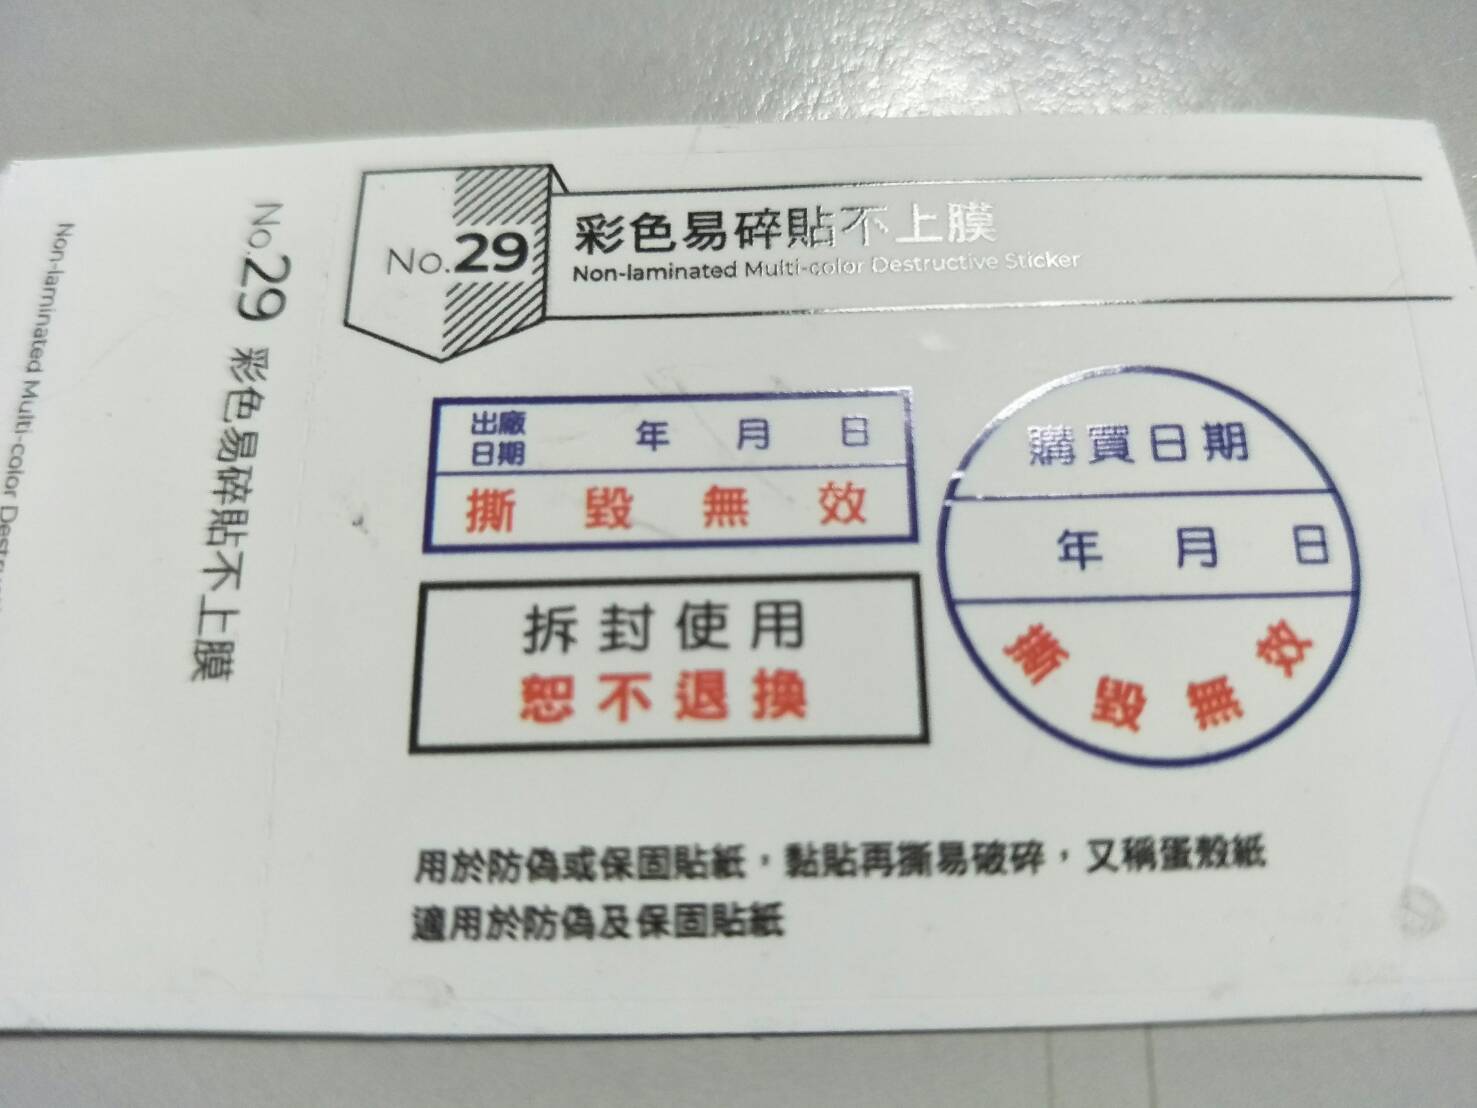 No.29
彩色易碎貼不上膜
Non-laminated Multi-color Destructive Sticker
出廠
日期
年 月 日
撕毀無效
拆封使用
恕不退換
購買日期
年 月 日
撕毀無效
用於防偽或保固貼紙，黏貼再撕易破碎，又稱蛋殼紙
適用於防偽及保固貼紙
No.29 彩色易碎貼不上膜
Non-laminated Multi-color